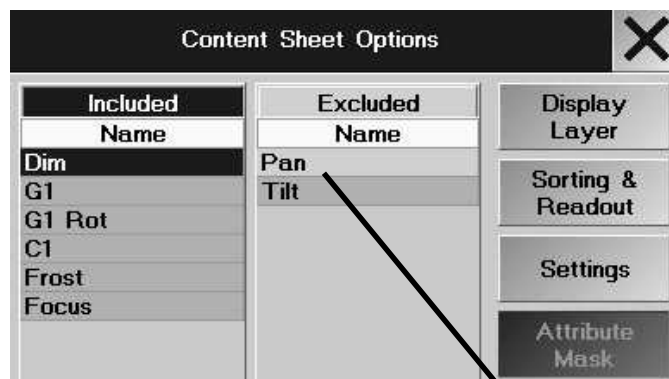 Content Sheet Options
Included
Name
Dim
G1
G1 Rot
C1
Frost
Focus
Excluded
Name
Pan
Tilt
Display
Layer
Sorting &
Readout
Settings
Attribute
Mask